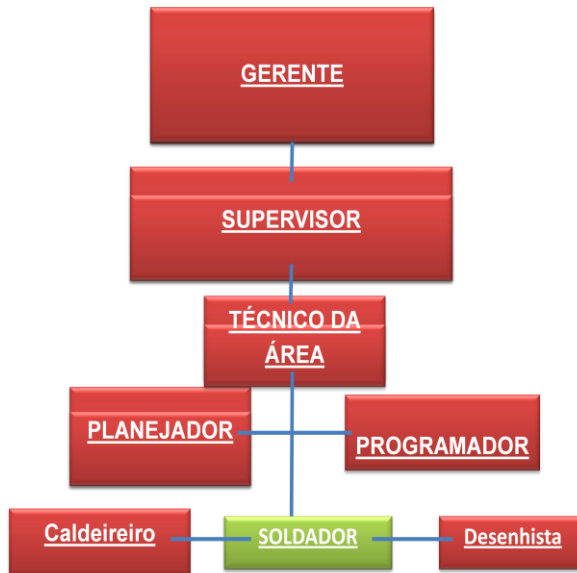 GERENTE
SUPERVISOR
TÉCNICO DA
ÁREA
PLANEJADOR
PROGRAMADOR
Caldeireiro
SOLDADOR
Desenhista